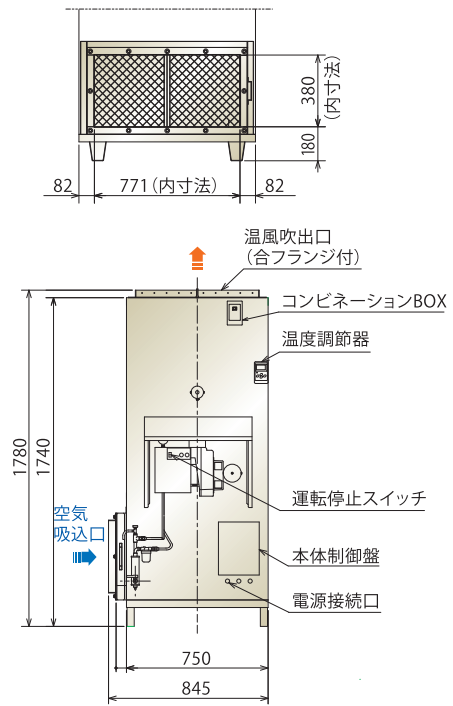 380
(内寸法)
180
82
771(内寸法)
82
温風吹出口
(合フランジ付)
コンビネーションBOX
温度調節器
1780
1740
空気
吸込口
運転停止スイッチ
本体制御盤
電源接続口
750
845